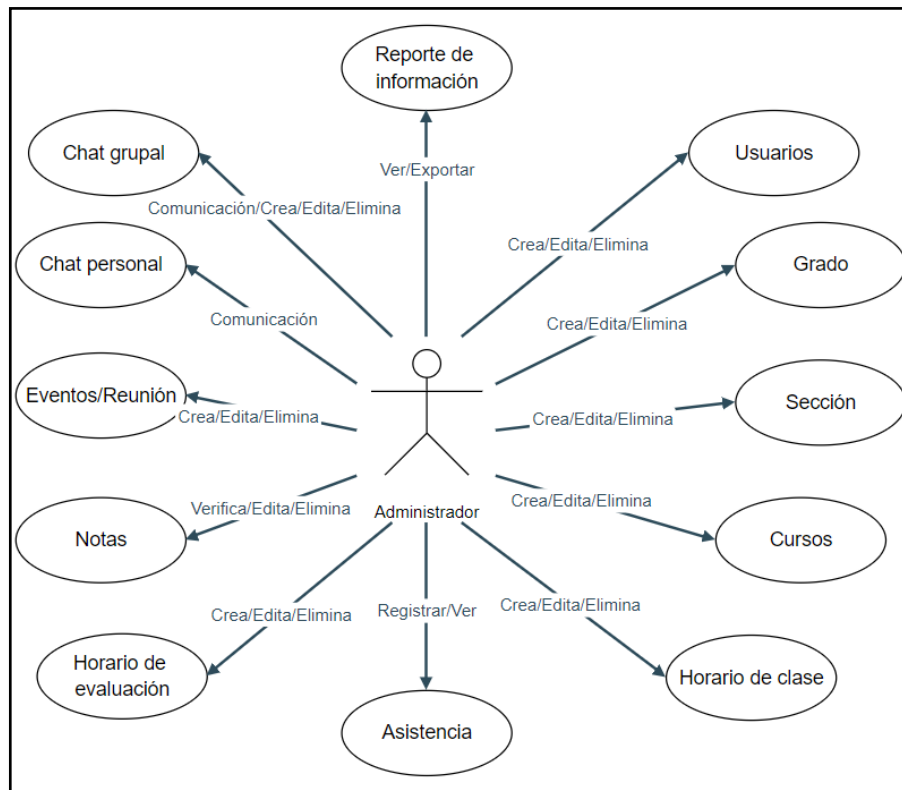 Reporte de
información
Chat grupal
Usuarios
Ver/Exportar
Comunicación/Crea/Edita/Elimina
Crea/Edita/Elimina
Chat personal
Grado
Comunicación
Crea/Edita/Elimina
Eventos/Reunión
Crea/Edita/Elimina
Crea/Edita/Elimina
Sección
Verifica/Edita/Elimina
Administrador
Crea/Edita/Elimina
Notas
Cursos
Crea/Edita/Elimina
Registrar/Ver
Crea/Edita/Elimina
Horario de
evaluación
Horario de clase
Asistencia